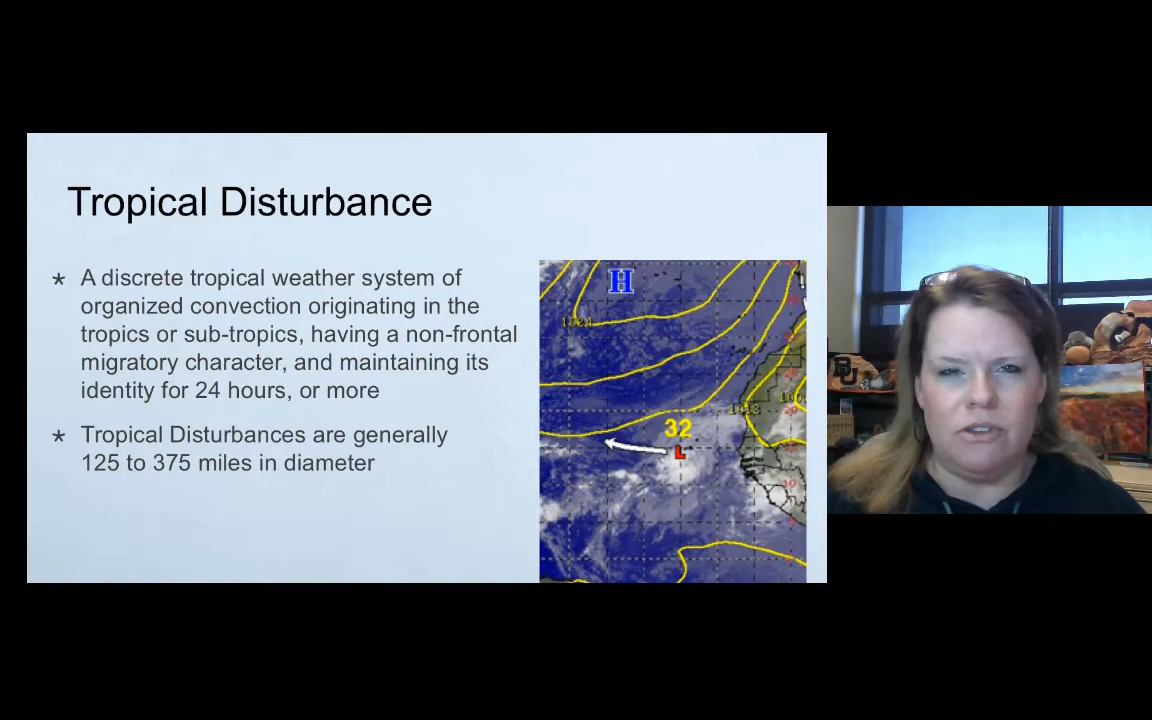 Tropical Disturbance
* A discrete tropical weather system of
organized convection originating in the
tropics or sub-tropics, having a non-frontal
migratory character, and maintaining its
identity for 24 hours, or more
* Tropical Disturbances are generally
125 to 375 miles in diameter
H
32
L
10
BU